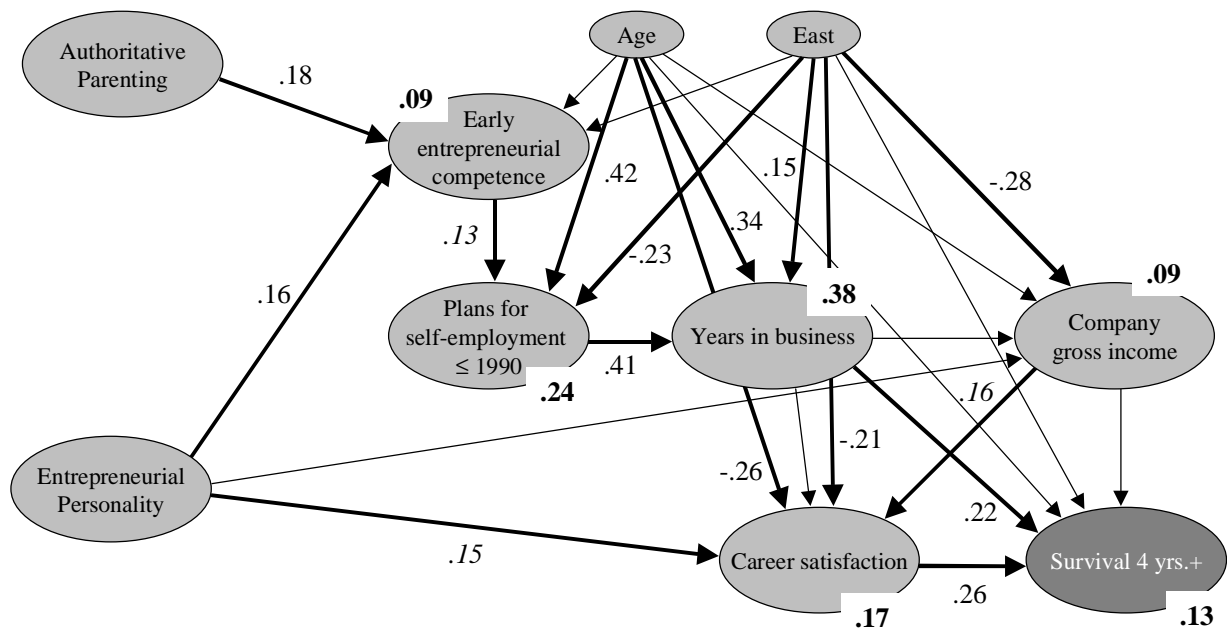 Authoritative
Parenting
Age
East
.18
.09
Early
entrepreneurial
competence
.42
.15
-.28
.13
.34
-.23
.16
.38
.09
Plans for
self-employment
≤ 1990
.24
.41
Years in business
Company
gross income
.16
-.21
-.26
Entrepreneurial
Personality
.22
.15
Career satisfaction
.17
.26
Survival 4 yrs.+
.13